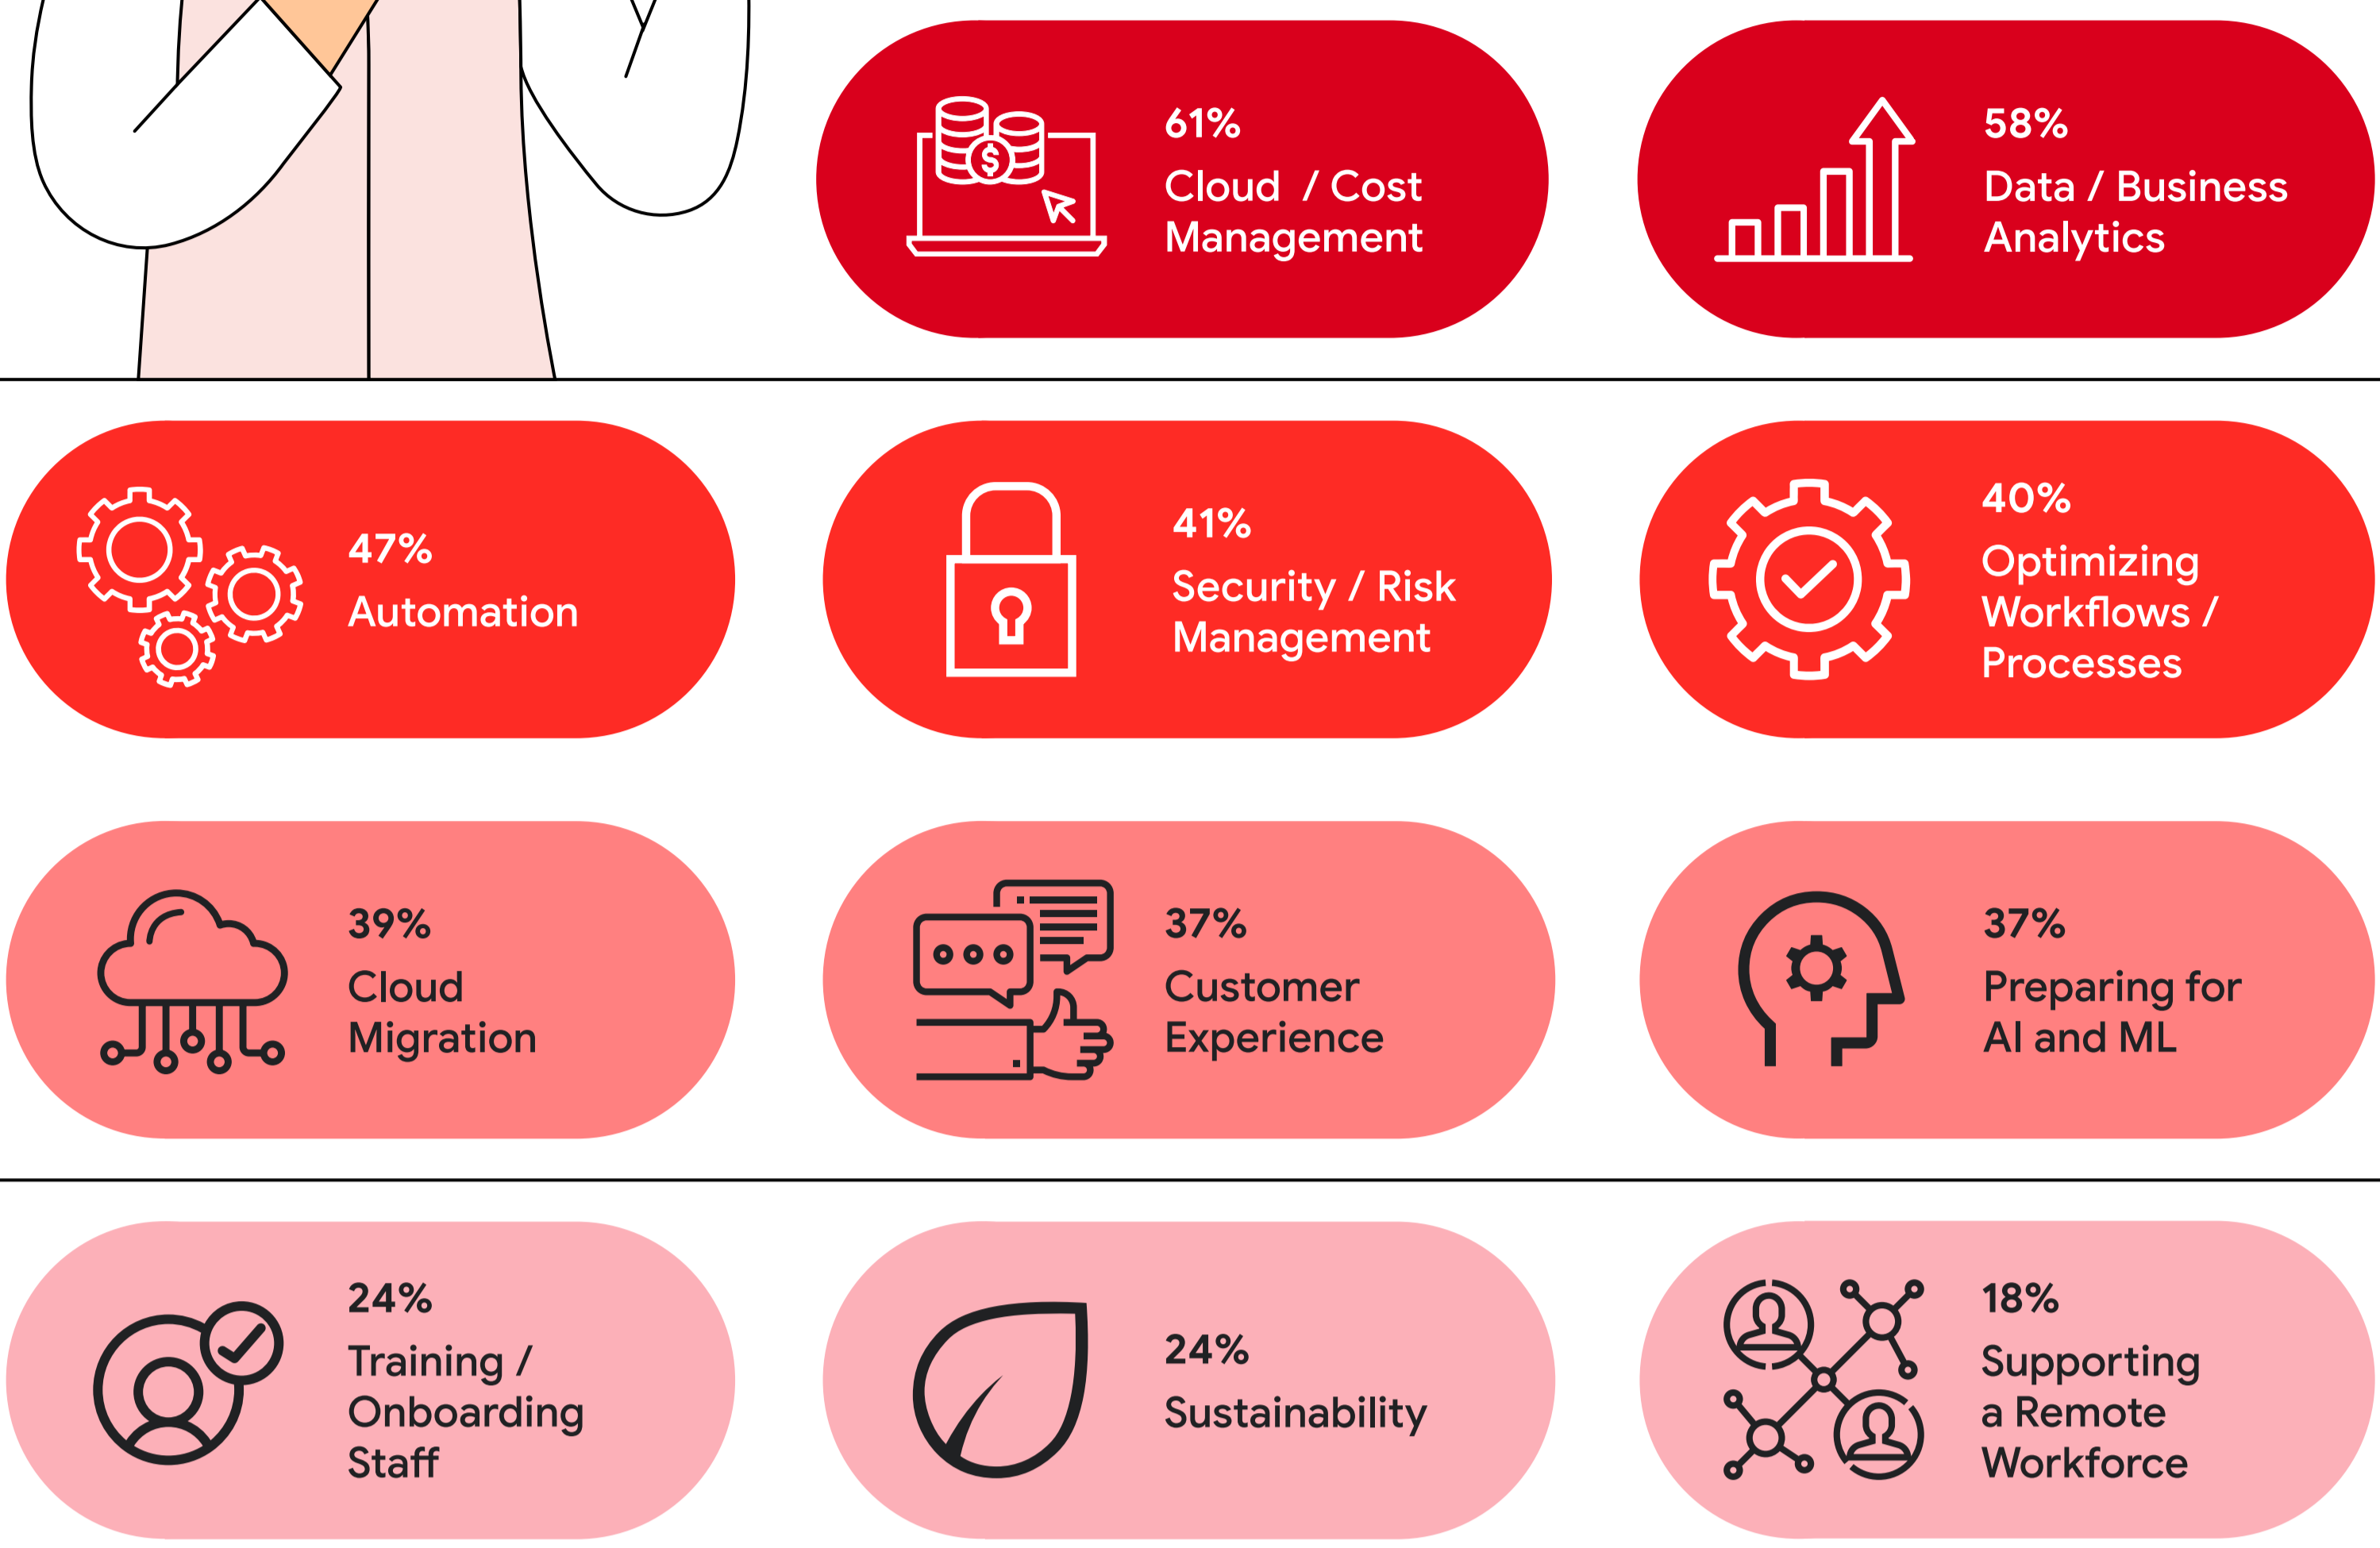 61%
Cloud / Cost
Management
58%
Data / Business
Analytics
47%
Automation
41%
Security / Risk
Management
40%
Optimizing
Workflows /
Processes
39%
Cloud
Migration
37%
Customer
Experience
37%
Preparing for
AI and ML
24%
Training /
Onboarding
Staff
24%
Sustainability
18%
Supporting
a Remote
Workforce